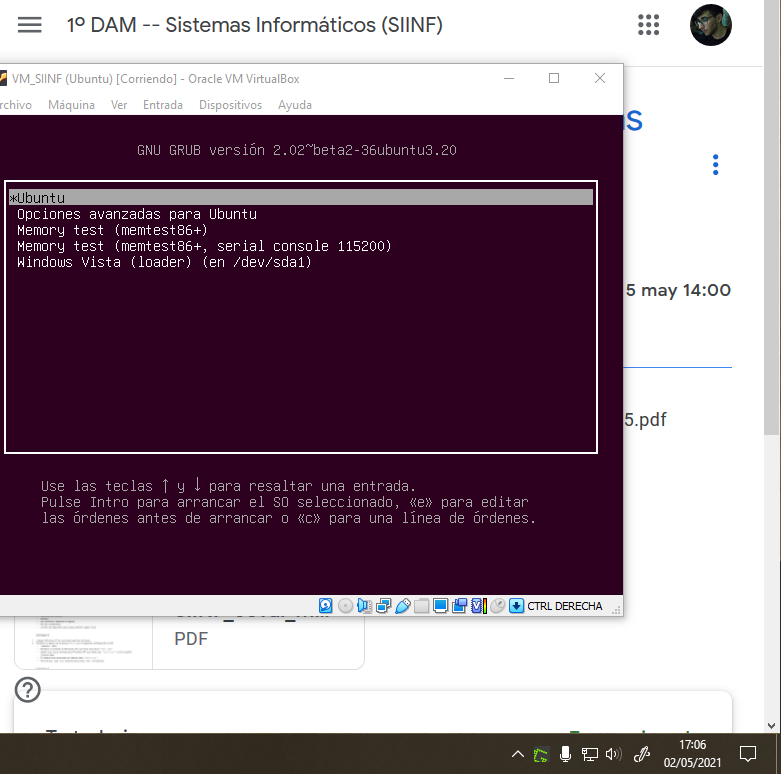 1º DAM -- Sistemas Informáticos (SIINF)
VM_SIINF (Ubuntu) [Corriendo] - Oracle VM VirtualBox
rchivo Máquina Ver Entrada Dispositivos Ayuda
GNU GRUB versión 2.02~beta2-36ubuntu3.20
*Ubuntu
Opciones avanzadas para Ubuntu
Memory test (memtest86+)
Memory test (memtest86+, serial console 115200)
Windows Vista (loader) (en /dev/sda1)
5 may 14:00
5.pdf
Use las teclas ↑ y ↓ para resaltar una entrada.
Pulse Intro para arrancar el SO seleccionado, «e» para editar
las órdenes antes de arrancar o «c» para una línea de órdenes.
CTRL DERECHA
PDF
17:06
02/05/2021